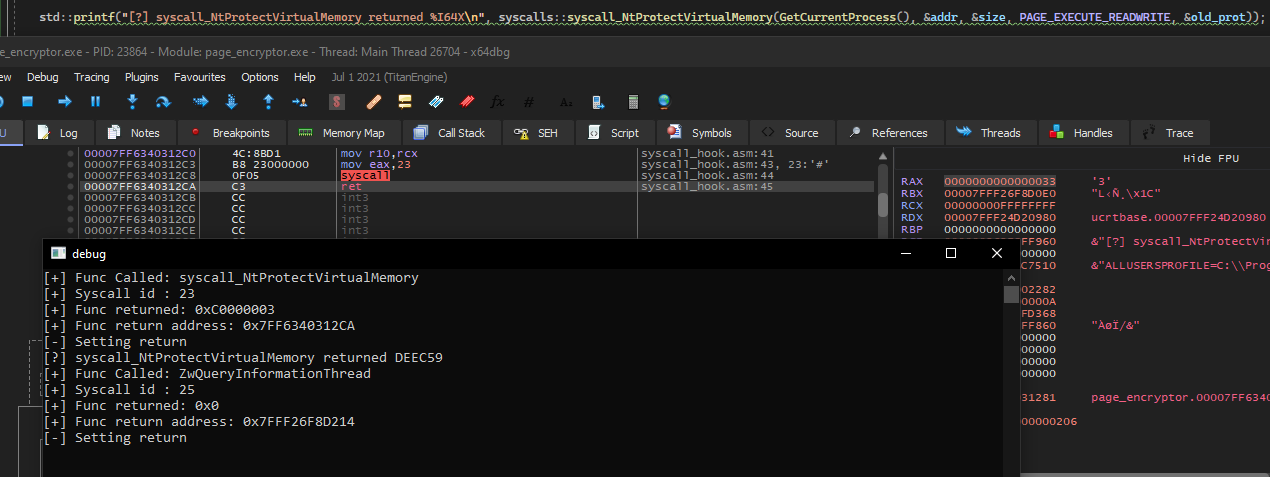 std::printf("[?] syscall_NtProtectVirtualMemory returned %I64X\n", syscalls::syscall_NtProtectVirtualMemory(GetCurrentProcess(), &addr, &size, PAGE_EXECUTE_READWRITE, &old_prot));
e_encryptor.exe - PID: 23864 - Module: page_encryptor.exe - Thread: Main Thread 26704 - x64dbg
ew Debug Tracing Plugins Favourites Options Help Jul 1 2021 (TitanEngine)
U Log Notes Breakpoints Memory Map Call Stack SEH Script Symbols Source References Threads Handles Trace
00007FF6340312C0 4C:8BD1 mov r10,rcx syscall_hook.asm:41
00007FF6340312C3 B8 23000000 mov eax,23 syscall_hook.asm:43, 23:'#'
00007FF6340312C8 0F05 syscall syscall_hook.asm:44
00007FF6340312CA C3 ret syscall_hook.asm:45
00007FF6340312CB CC int3
00007FF6340312CC CC int3
00007FF6340312CD CC int3
00007FF6340312CE CC int3
Hide FPU
RAX 0000000000000033 '3'
RBX 00007FFF26F8D0E0 "L‹Ñ¸\x1C"
RCX 00000000FFFFFFFF
RDX 00007FFF24D20980 ucrtbase.00007FFF24D20980
RBP 0000000000000000
FF960 &"[?] syscall_NtProtectVir
00000
C7510 &"ALLUSERSPROFILE=C:\\Prog
02282
0000A
FD368
FF860 "ÀøÏ/&"
00000
00000
00000
00000
31281 page_encryptor.00007FF6340
00000206
debug
[+] Func Called: syscall_NtProtectVirtualMemory
[+] Syscall id : 23
[+] Func returned: 0xC0000003
[+] Func return address: 0x7FF6340312CA
[-] Setting return
[?] syscall_NtProtectVirtualMemory returned DEEC59
[+] Func Called: ZwQueryInformationThread
[+] Syscall id : 25
[+] Func returned: 0x0
[+] Func return address: 0x7FFF26F8D214
[-] Setting return